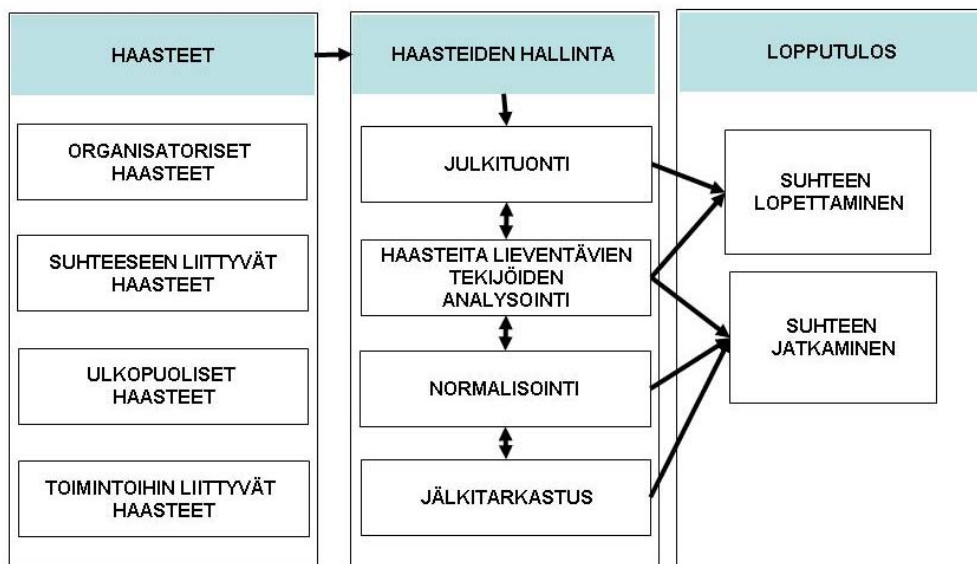 HAASTEET
ORGANISATORISET
HAASTEET
SUHTEESEEN LIITTYVÄT
HAASTEET
ULKOPUOLISET
HAASTEET
TOIMINTOIHIN LIITTYVÄT
HAASTEET
HAASTEIDEN HALLINTA
JULKITUONTI
HAASTEITA LIEVENTÄVIEN
TEKIJÖIDEN
ANALYSOINTI
NORMALISOINTI
JÄLKITARKASTUS
LOPPUTULOS
SUHTEEN
LOPETTAMINEN
SUHTEEN
JATKAMINEN